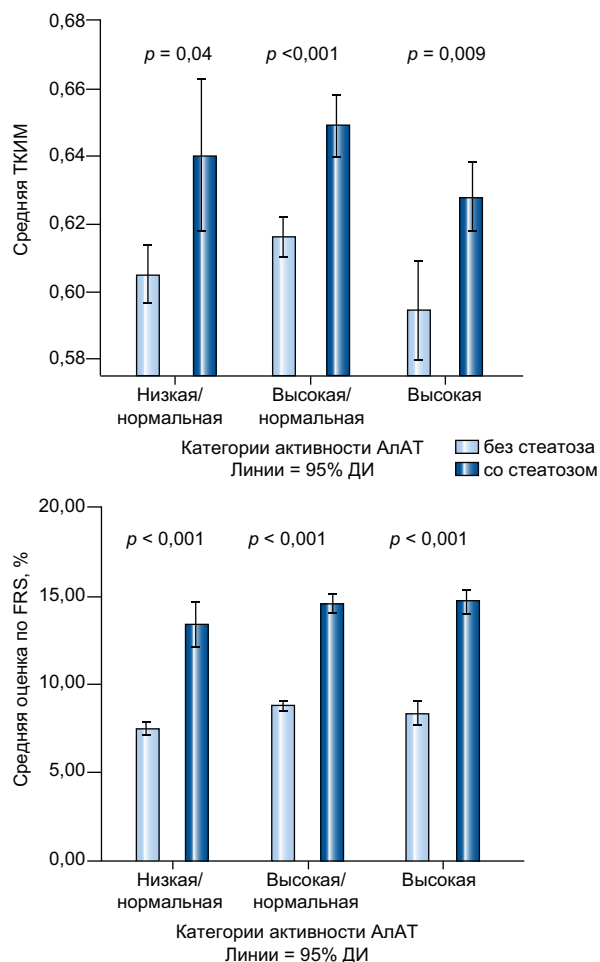 0,68
p = 0,04 p <0,001 p = 0,009
0,66
0,64
0,62
0,60
0,58
Средняя ТКИМ
Низкая/ Высокая/ Высокая
нормальная нормальная
Категории активности АлАТ
Линии = 95% ДИ
без стеатоза
со стеатозом
20,00
p < 0,001 p < 0,001 p < 0,001
15,00
10,00
5,00
0,00
Средняя оценка по FRS, %
Низкая/ Высокая/ Высокая
нормальная нормальная
Категории активности АлАТ
Линии = 95% ДИ